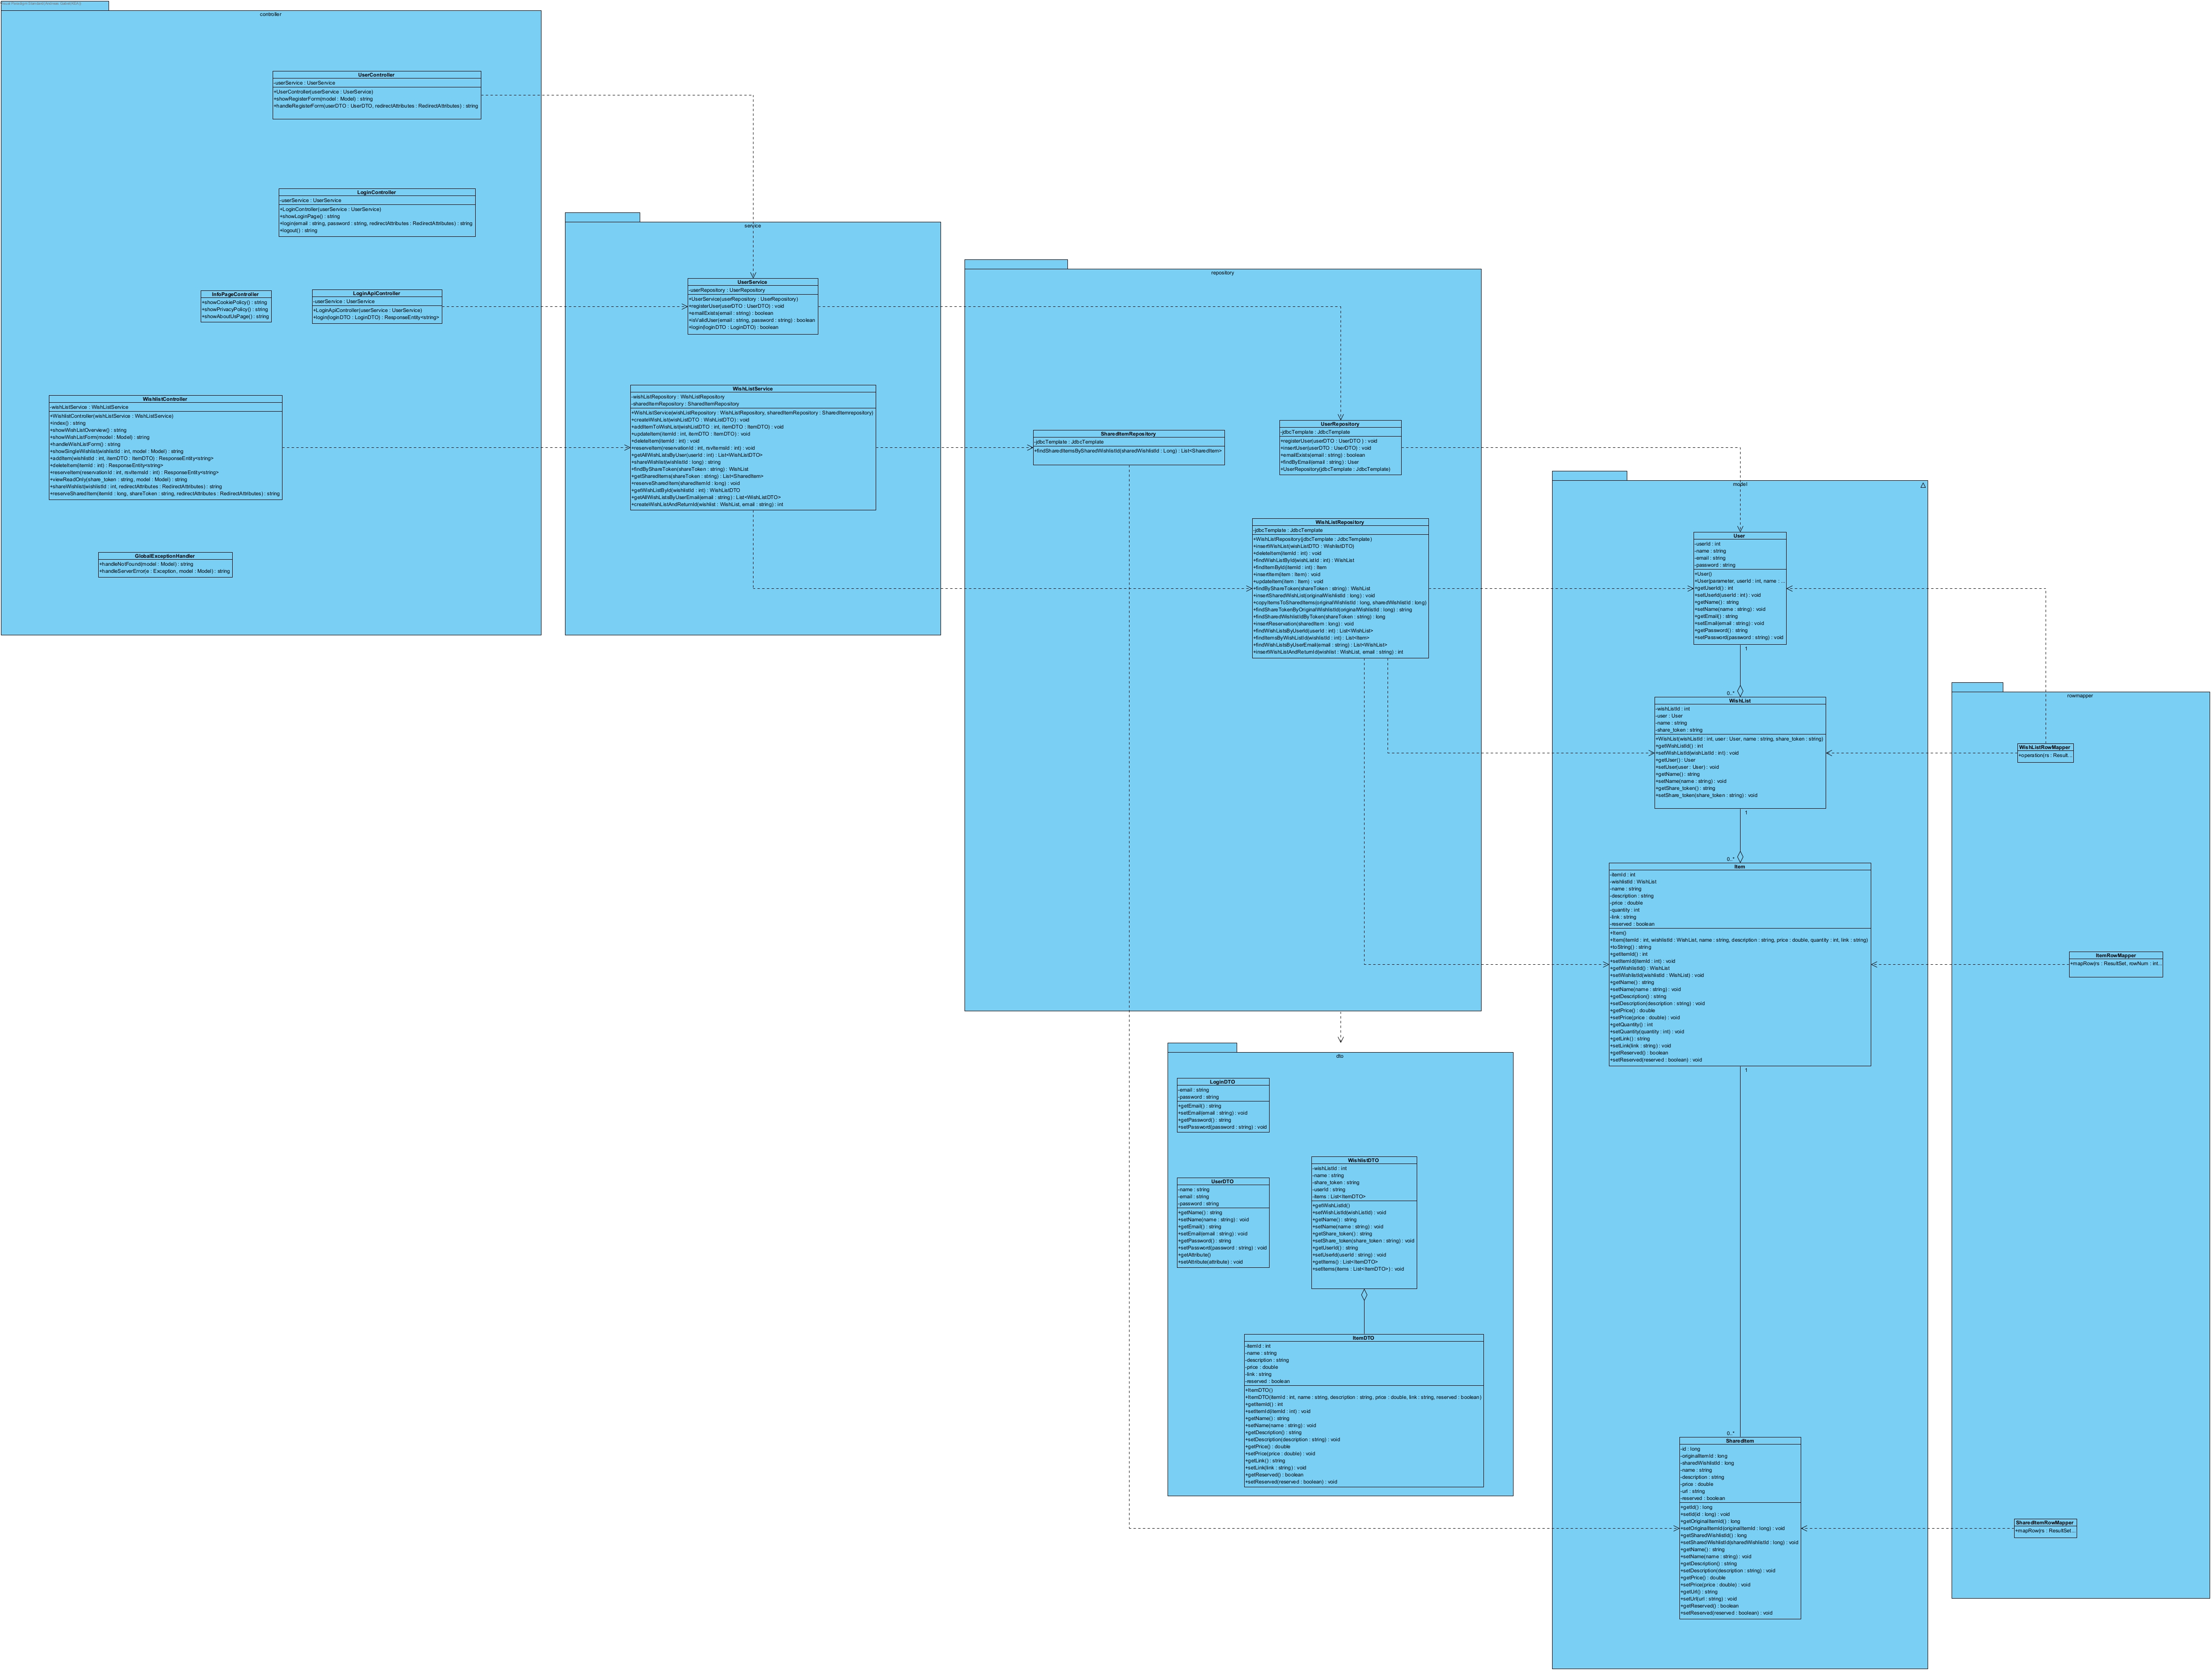 controller
UserController
-userService : UserService
+UserController(userService : UserService)
+showRegisterForm(model : Model) : string
+handleRegisterForm(userDTO : UserDTO, redirectAttributes : RedirectAttributes) : string
LoginController
-userService : UserService
+LoginController(userService : UserService)
+showLoginPage() : string
+login(email : string, password : string, redirectAttributes : RedirectAttributes) : string
+logout() : string
InfoPageController
+showCookiePolicy() : string
+showPrivacyPolicy() : string
+showAboutUsPage() : string
LoginApiController
-userService : UserService
+LoginApiController(userService : UserService)
+login(loginDTO : LoginDTO) : ResponseEntity<string>
WishlistController
-wishListService : WishListService
+WishlistController(wishListService : WishListService)
+index() : string
+showWishListOverview() : string
+showWishListForm(model : Model) : string
+handleWishListForm() : string
+showSingleWishlist(wishlistId : int, model : Model) : string
+addItem(wishlistId : int, itemDTO : ItemDTO) : ResponseEntity<string>
+deleteItem(itemId : int) : ResponseEntity<string>
+reserveItem(reservationId : int, rsvItemsId : int) : ResponseEntity<string>
+viewReadOnly(share_token : string, model : Model) : string
+shareWishlist(wishlistId : int, redirectAttributes : RedirectAttributes) : string
+reserveSharedItem(itemId : long, shareToken : string, redirectAttributes : RedirectAttributes) : string
GlobalExceptionHandler
+handleNotFound(model : Model) : string
+handleServerError(e : Exception, model : Model) : string
service
UserService
-userRepository : UserRepository
+UserService(userRepository : UserRepository)
+registerUser(userDTO : UserDTO) : void
+emailExists(email : string) : boolean
+isValidUser(email : string, password : string) : boolean
+login(loginDTO : LoginDTO) : boolean
WishListService
-wishListRepository : WishListRepository
-sharedItemRepository : SharedItemRepository
+WishListService(wishListRepository : WishListRepository, sharedItemRepository : SharedItemrepository)
+createWishList(wishListDTO : WishListDTO) : void
+addItemToWishList(wishListDTO : int, itemDTO : ItemDTO) : void
+updateItem(itemId : int, itemDTO : ItemDTO) : void
+deleteItem(itemId : int) : void
+reserveItem(reservationId : int, rsvItemsId : int) : void
+getAllWishListsByUser(userId : int) : List<WishListDTO>
+shareWishlist(wishlistId : long) : string
+findByShareToken(shareToken : string) : WishList
+getSharedItems(shareToken : string) : List<SharedItem>
+reserveSharedItem(sharedItemId : long) : void
+getWishListById(wishlistId : int) : WishListDTO
+getAllWishListsByUserEmail(email : string) : List<WishListDTO>
+createWishListAndReturnId(wishlist : WishList, email : string) : int
repository
SharedItemRepository
-jdbcTemplate : JdbcTemplate
+findSharedItemsBySharedWishlistId(sharedWishlistId : Long) : List<SharedItem>
UserRepository
-jdbcTemplate : JdbcTemplate
+registerUser(userDTO : UserDTO ) : void
+insertUser(userDTO : UserDTO) : void
+emailExists(email : string) : boolean
+findByEmail(email : string) : User
+UserRepository(jdbcTemplate : JdbcTemplate)
WishListRepository
-jdbcTemplate : JdbcTemplate
+WishListRepository(jdbcTemplate : JdbcTemplate)
+insertWishList(wishListDTO : WishlistDTO)
+deleteItem(itemId : int) : void
+findWishListById(wishListId : int) : WishList
+findItemById(itemId : int) : Item
+insertItem(item : Item) : void
+updateItem(item : Item) : void
+findByShareToken(shareToken : string) : WishList
+insertSharedWishList(originalWishlistId : long) : void
+copyItemsToSharedItems(originalWishlistId : long, sharedWishlistId : long)
+findShareTokenByOriginalWishlistId(originalWishlistId : long) : string
+findSharedWishlistIdByToken(shareToken : string) : long
+insertReservation(sharedItem : long) : void
+findWishListsByUserId(userId : int) : List<WishList>
+findItemsByWishListId(wishlistId : int) : List<Item>
+findWishListsByUserEmail(email : string) : List<WishList>
+insertWishListAndReturnId(wishlist : WishList, email : string) : int
model
User
-userId : int
-name : string
-email : string
-password : string
+User()
+User(parameter, userId : int, name : ...
+getUserId() : int
+setUserId(userId : int) : void
+getName() : string
+setName(name : string) : void
+getEmail() : string
+setEmail(email : string) : void
+getPassword() : string
+setPassword(password : string) : void
1
0..*
WishList
-wishListId : int
-user : User
-name : string
-share_token : string
+WishList(wishListId : int, user : User, name : string, share_token : string)
+getWishListId() : int
+setWishListId(wishListId : int) : void
+getUser() : User
+setUser(user : User) : void
+getName() : string
+setName(name : string) : void
+getShare_token() : string
+setShare_token(share_token : string) : void
1
0..*
Item
-itemId : int
-wishlistId : WishList
-name : string
-description : string
-price : double
-quantity : int
-link : string
-reserved : boolean
+Item()
+Item(itemId : int, wishlistId : WishList, name : string, description : string, price : double, quantity : int, link : string)
+toString() : string
+getItemId() : int
+setItemId(itemId : int) : void
+getWishlistId() : WishList
+setWishlistId(wishlistId : WishList) : void
+getName() : string
+setName(name : string) : void
+getDescription() : string
+setDescription(description : string) : void
+getPrice() : double
+setPrice(price : double) : void
+getQuantity() : int
+setQuantity(quantity : int) : void
+getLink() : string
+setLink(link : string) : void
+getReserved() : boolean
+setReserved(reserved : boolean) : void
1
0..*
SharedItem
-id : long
-originalItemId : long
-sharedWishlistId : long
-name : string
-description : string
-price : double
-url : string
-reserved : boolean
+getId() : long
+setId(id : long) : void
+getOriginalItemId() : long
+setOriginalItemId(originalItemId : long) : void
+getSharedWishlistId() : long
+setSharedWishlistId(sharedWishlistId : long) : void
+getName() : string
+setName(name : string) : void
+getDescription() : string
+setDescription(description : string) : void
+getPrice() : double
+setPrice(price : double) : void
+getUrl() : string
+setUrl(url : string) : void
+getReserved() : boolean
+setReserved(reserved : boolean) : void
rowmapper
WishListRowMapper
+operation(rs : Result...
ItemRowMapper
+mapRow(rs : ResultSet, rowNum : int...
SharedItemRowMapper
+mapRow(rs : ResultSet...
dto
LoginDTO
-email : string
-password : string
+getEmail() : string
+setEmail(email : string) : void
+getPassword() : string
+setPassword(password : string) : void
UserDTO
-name : string
-email : string
-password : string
+getName() : string
+setName(name : string) : void
+getEmail() : string
+setEmail(email : string) : void
+getPassword() : string
+setPassword(password : string) : void
+getAttribute()
+setAttribute(attribute) : void
WishlistDTO
-wishListId : int
-name : string
-share_token : string
-userId : string
-items : List<ItemDTO>
+getWishListId()
+setWishListId(wishListId) : void
+getName() : string
+setName(name : string) : void
+getShare_token() : string
+setShare_token(share_token : string) : void
+getUserId() : string
+setUserId(userId : string) : void
+getItems() : List<ItemDTO>
+setItems(items : List<ItemDTO>) : void
ItemDTO
-itemId : int
-name : string
-description : string
-price : double
-link : string
-reserved : boolean
+ItemDTO()
+ItemDTO(itemId : int, name : string, description : string, price : double, link : string, reserved : boolean)
+getItemId() : int
+setItemId(itemId : int) : void
+getName() : string
+setName(name : string) : void
+getDescription() : string
+setDescription(description : string) : void
+getPrice() : double
+setPrice(price : double) : void
+getLink() : string
+setLink(link : string) : void
+getReserved() : boolean
+setReserved(reserved : boolean) : void